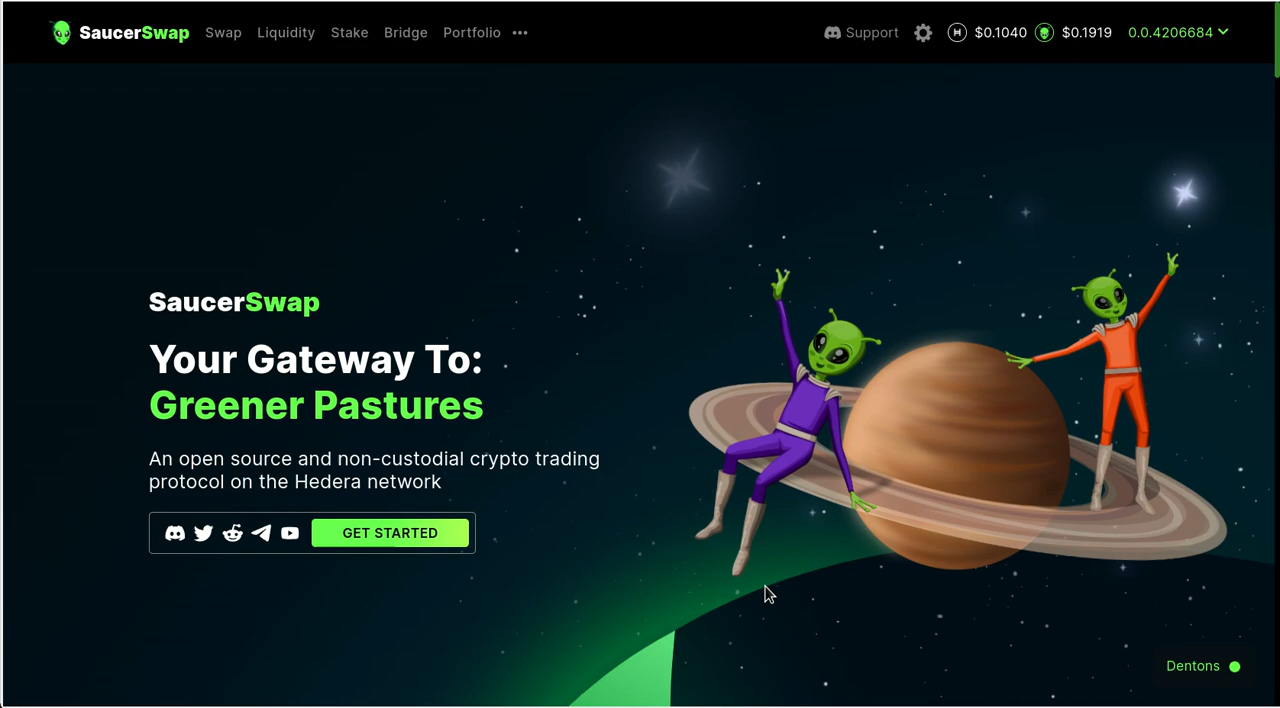 SaucerSwap Swap Liquidity Stake Bridge Portfolio ••• Support $0.1040 $0.1919 0.0.4206684
SaucerSwap
Your Gateway To:
Greener Pastures
An open source and non-custodial crypto trading
protocol on the Hedera network
GET STARTED
Dentons